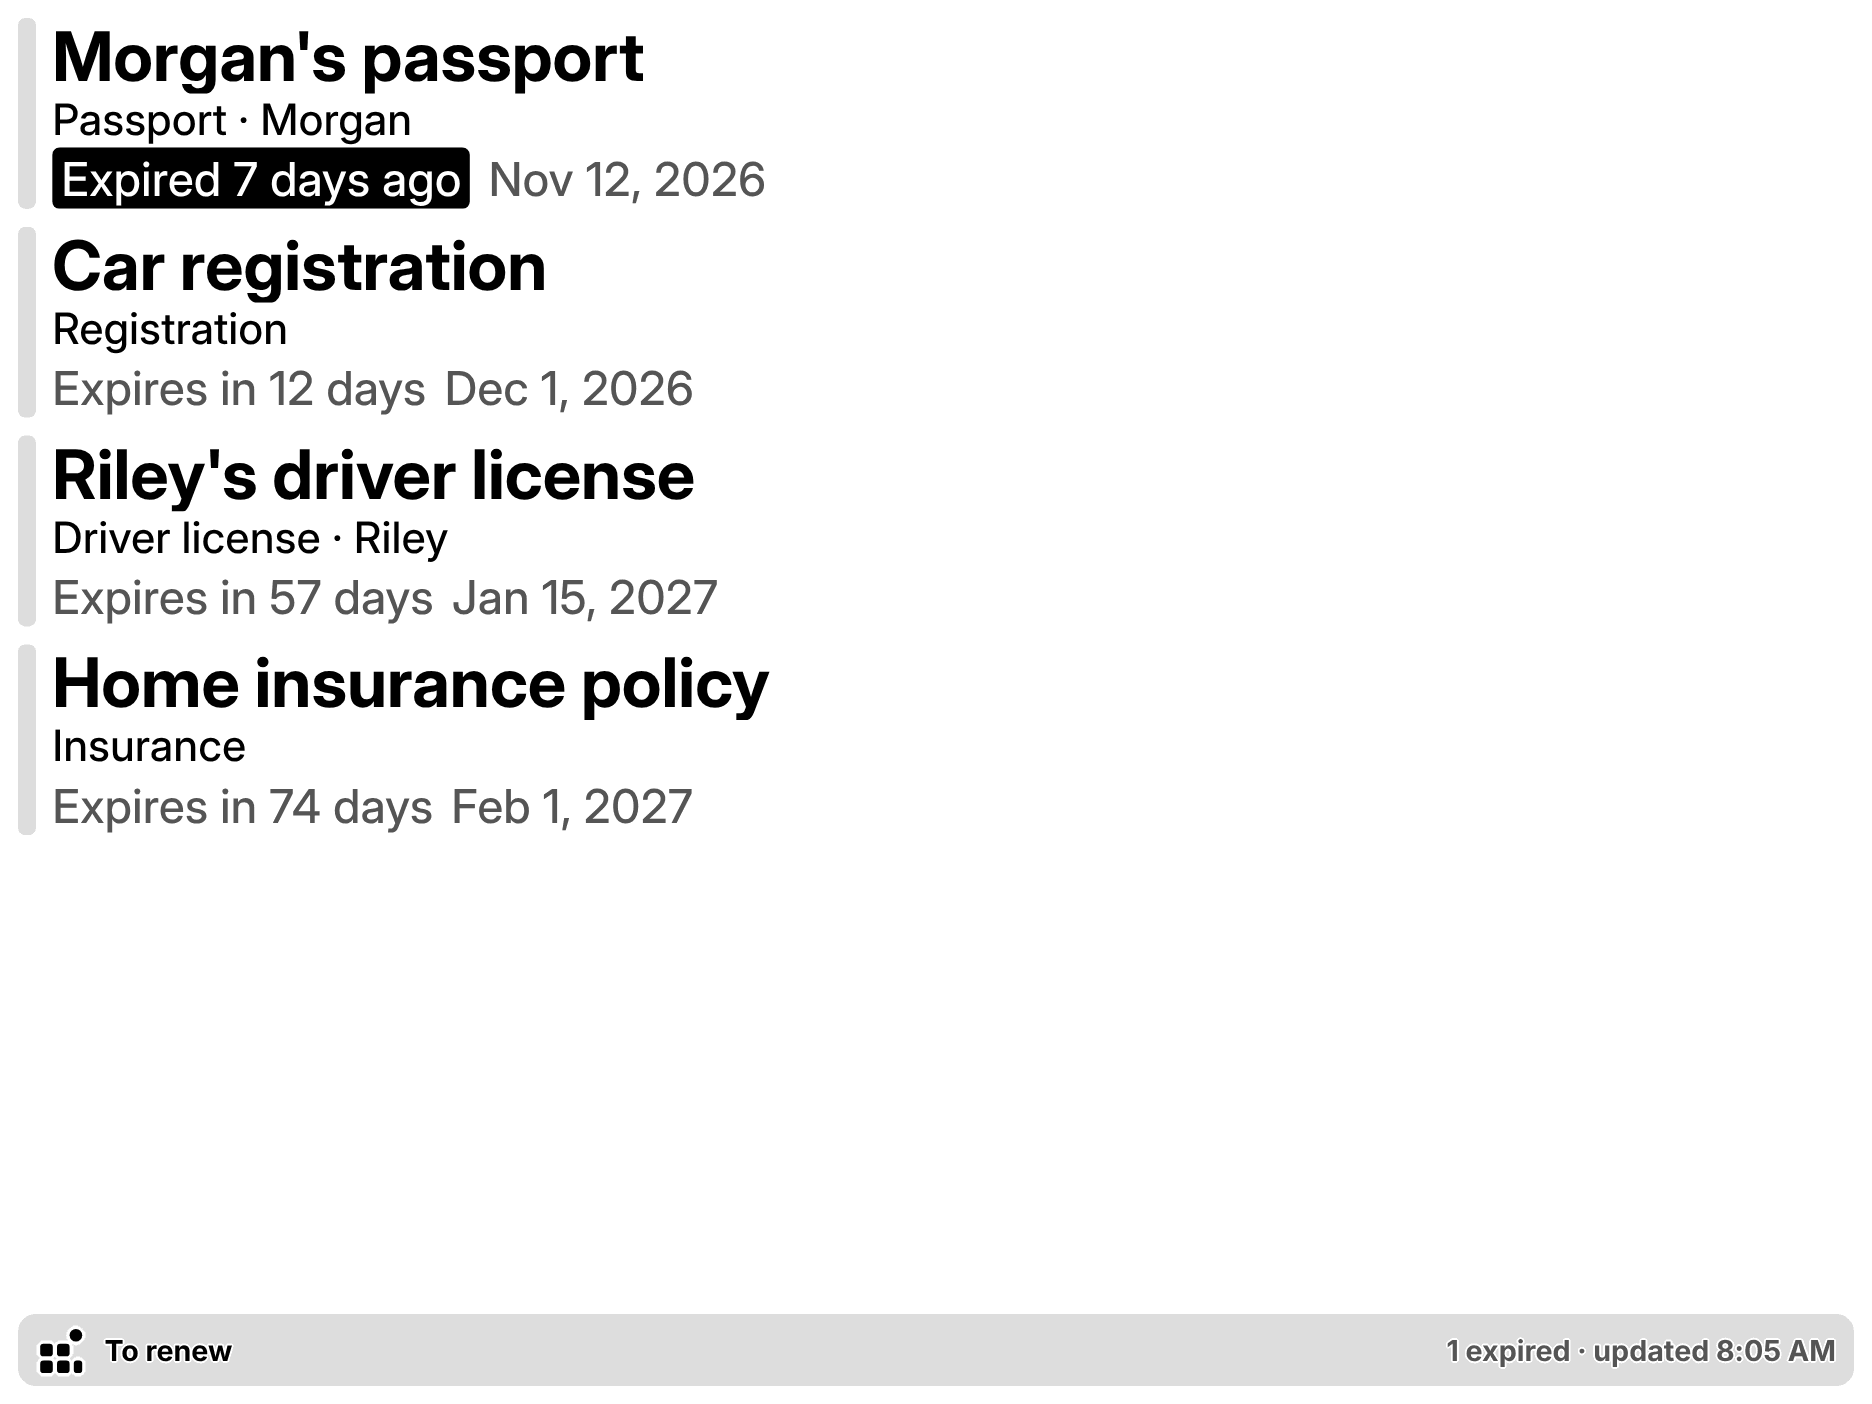 Morgan's passport
Passport · Morgan
Expired 7 days ago Nov 12, 2026
Car registration
Registration
Expires in 12 days Dec 1, 2026
Riley's driver license
Driver license · Riley
Expires in 57 days Jan 15, 2027
Home insurance policy
Insurance
Expires in 74 days Feb 1, 2027
To renew 1 expired · updated 8:05 AM